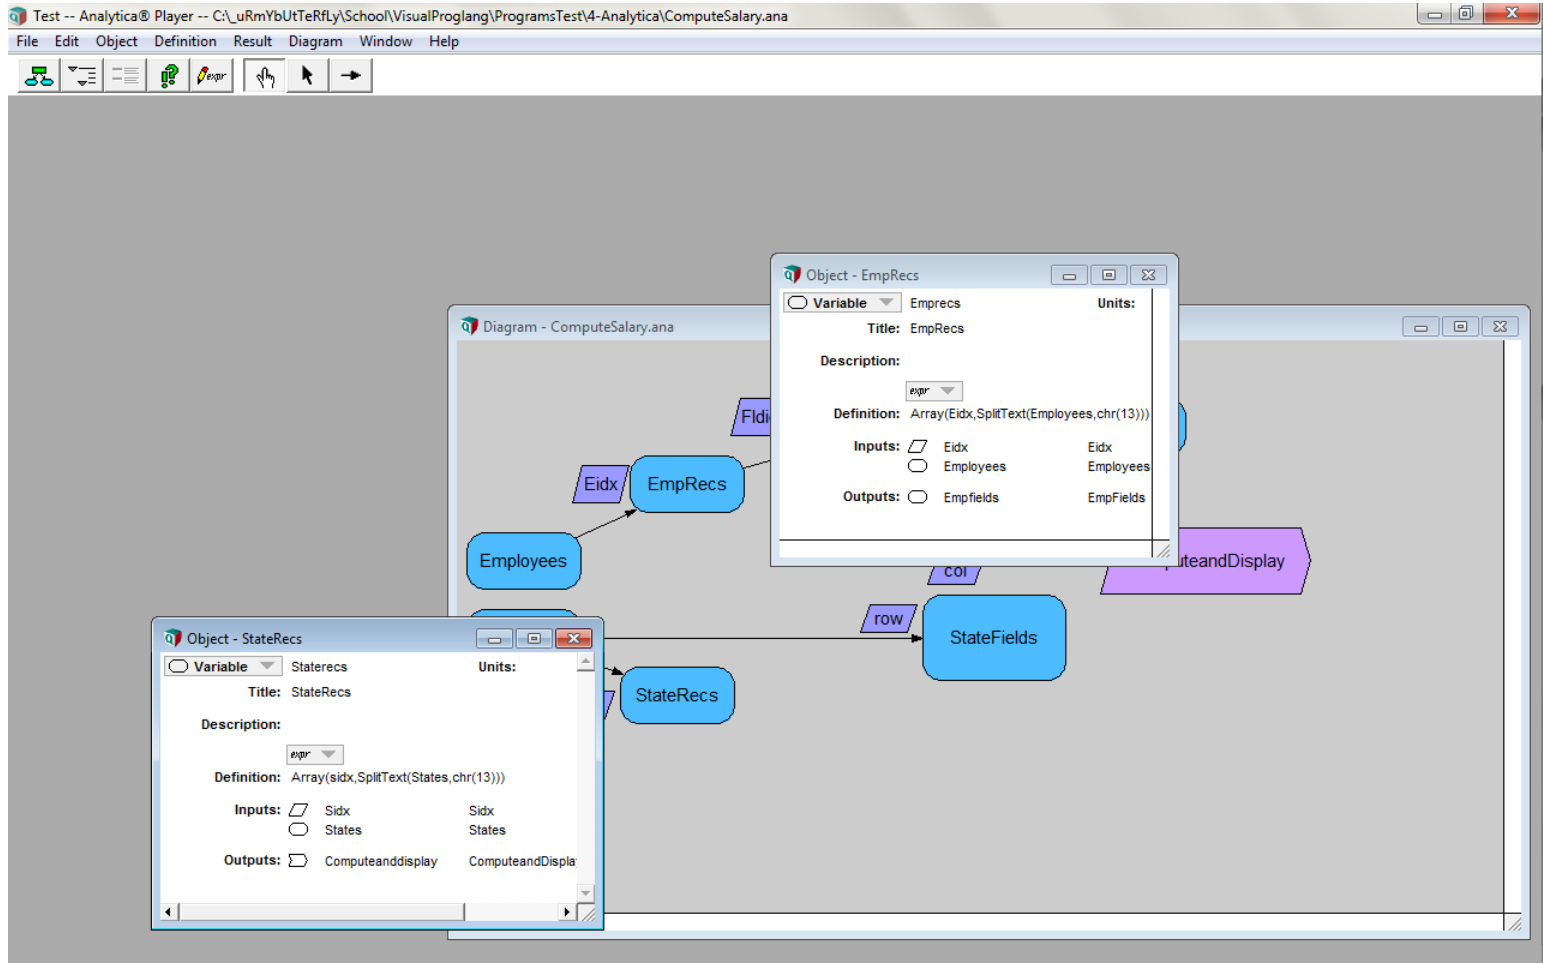 Test -- Analytica® Player -- C:\_uRmYbUtTeRfLy\School\VisualProglang\ProgramsTest\4-Analytica\ComputeSalary.ana
File Edit Object Definition Result Diagram Window Help
expr
Object - EmpRecs
Variable Emprecs Units:
Title: EmpRecs
Description:
expr
Definition: Array(Eidx,SplitText(Employees,chr(13)))
Inputs: Eidx Eidx
Employees Employees
Outputs: Empfields EmpFields
Diagram - ComputeSalary.ana
Eidx
EmpRecs
Employees
col
row
StateFields
StateRecs
Object - StateRecs
Variable Staterecs Units:
Title: StateRecs
Description:
expr
Definition: Array(sidx,SplitText(States,chr(13)))
Inputs: Sidx Sidx
States States
Outputs: Computeanddisplay